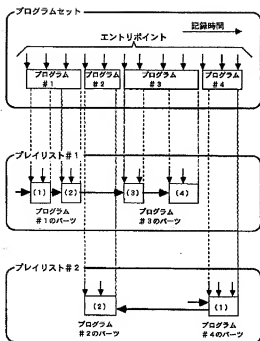 プログラムセット
記録時間
エントリポイント
プログラム #1
プログラム #2
プログラム #3
プログラム #4
プレイリスト#1
(1) (2) (3) (4)
プログラム #1のパーツ
プログラム #3のパーツ
プレイリスト#2
(2) (1)
プログラム #2のパーツ
プログラム #4のパーツ